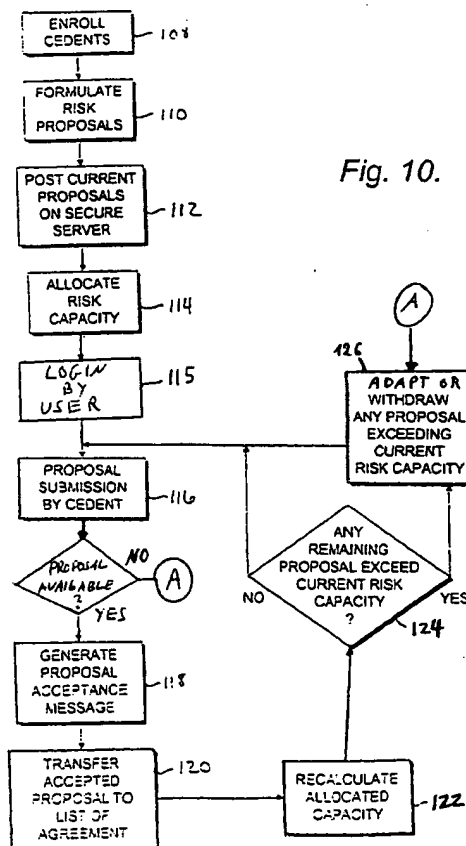 ENROLL
CEDENTS
108
FORMULATE
RISK
PROPOSALS
110
POST CURRENT
PROPOSALS
ON SECURE
SERVER
112
Fig. 10.
ALLOCATE
RISK
CAPACITY
114
A
LOGIN
BY
USER
115
126
ADAPT OR
WITHDRAW
ANY PROPOSAL
EXCEEDING
CURRENT
RISK CAPACITY
PROPOSAL
SUBMISSION
BY CEDENT
116
PROPOSAL
AVAILABLE
?
NO
A
YES
ANY
REMAINING
PROPOSAL EXCEED
CURRENT RISK
CAPACITY
?
NO
YES
124
GENERATE
PROPOSAL
ACCEPTANCE
MESSAGE
118
TRANSFER
ACCEPTED
PROPOSAL TO
LIST OF
AGREEMENT
120
RECALCULATE
ALLOCATED
CAPACITY
122